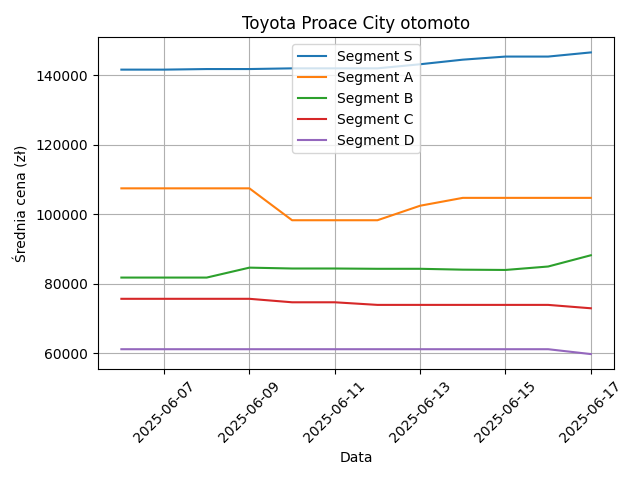 Toyota Proace City otomoto
Segment S
Segment A
Segment B
Segment C
Segment D
Średnia cena (zł)
140000
120000
100000
80000
60000
2025-06-07
2025-06-09
2025-06-11
2025-06-13
2025-06-15
2025-06-17
Data